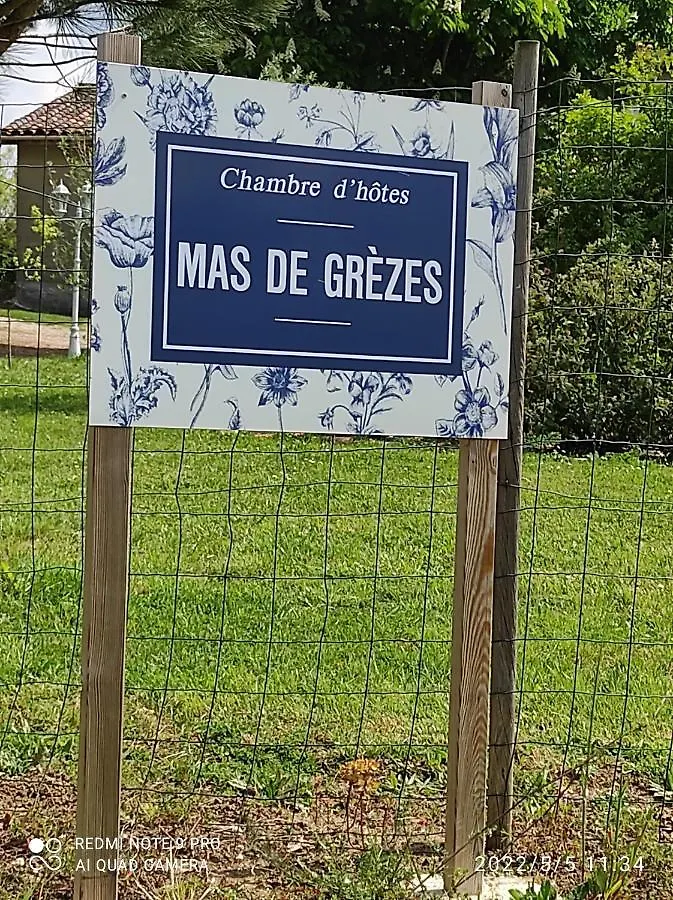 Chambre d'hôtes
MAS DE GRÈZES
REDMI NOTE 9 PRO
AI QUAD CAMERA
2022/5/5 11:34